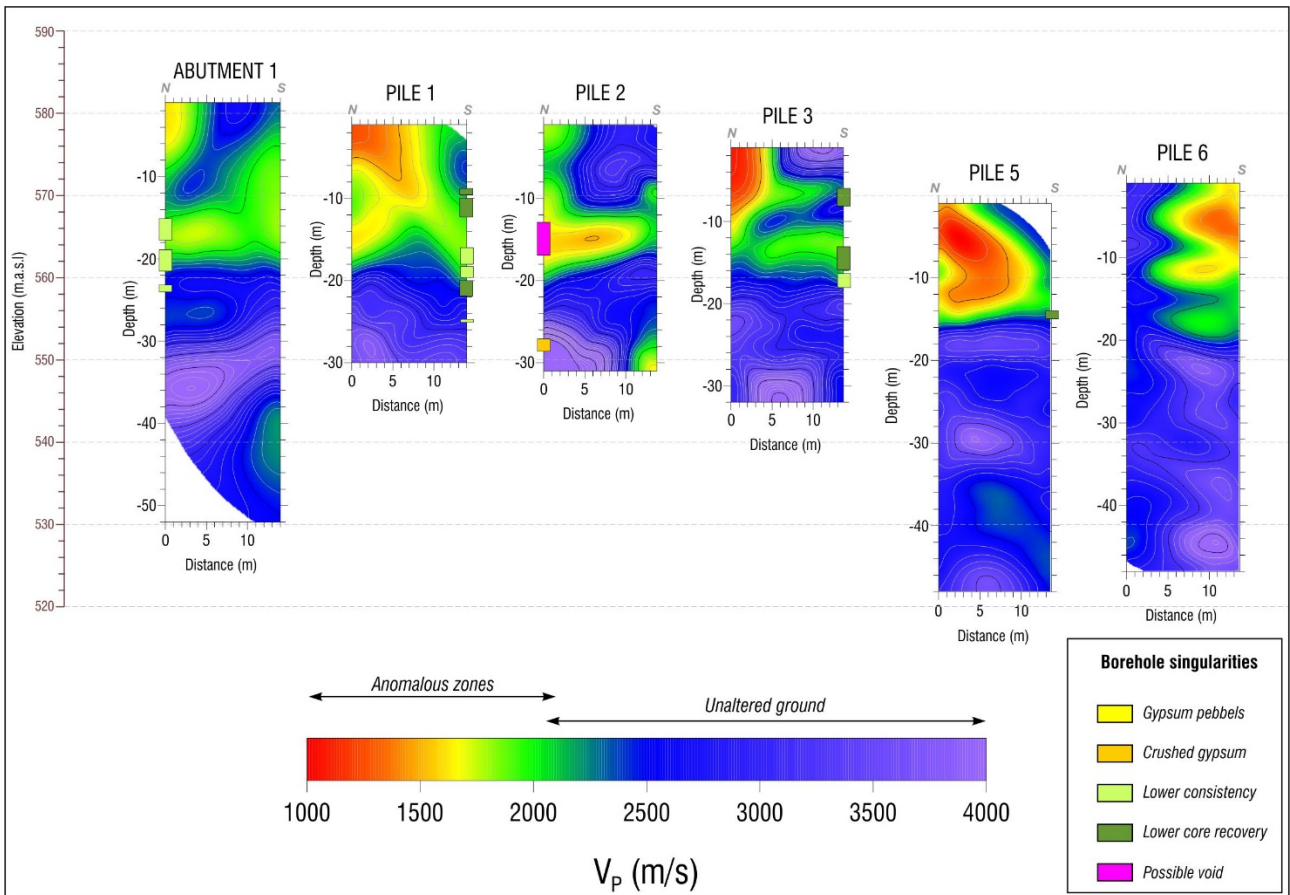 590
580
570
560
550
540
530
520
Elevation (m.a.s.l)
ABUTMENT 1
N S
-10
-20
-30
-40
-50
Depth (m)
0 5 10
Distance (m)
PILE 1
N S
-10
-20
-30
Depth (m)
0 5 10
Distance (m)
PILE 2
N S
-10
-20
-30
Depth (m)
0 5 10
Distance (m)
PILE 3
N S
-10
-20
-30
Depth (m)
0 5 10
Distance (m)
PILE 5
N S
-10
-20
-30
-40
Depth (m)
0 5 10
Distance (m)
PILE 6
N S
-10
-20
-30
-40
Depth (m)
0 5 10
Distance (m)
Anomalous zones
Unaltered ground
1000 1500 2000 2500 3000 3500 4000
VP (m/s)
Borehole singularities
Gypsum pebbels
Crushed gypsum
Lower consistency
Lower core recovery
Possible void